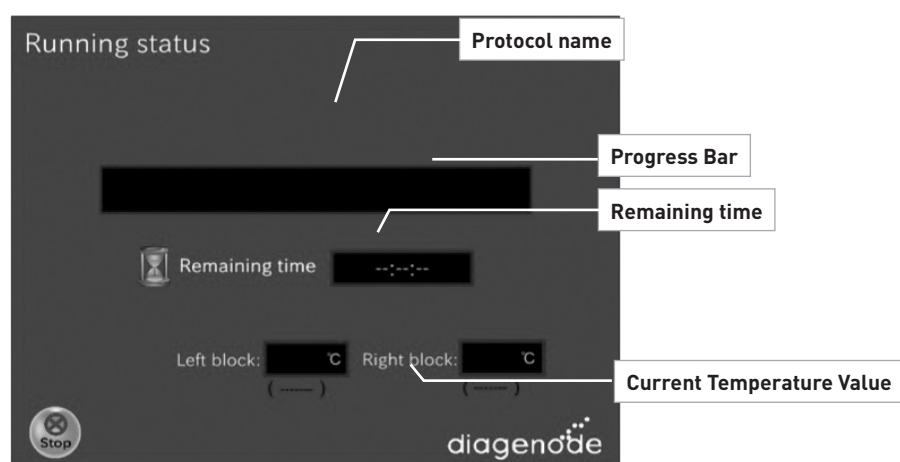 Running status
Protocol name
Progress Bar
Remaining time
Remaining time --:--:--
Left block: °C Right block: °C
( ------ ) ( ------ )
Current Temperature Value
Stop
diagenode